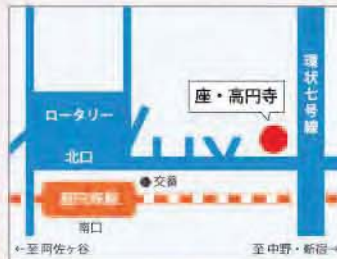 環状七号線
座・高円寺
ロータリー
北口
●交番
高円寺駅
南口
←至 阿佐ヶ谷
至 中野・新宿→